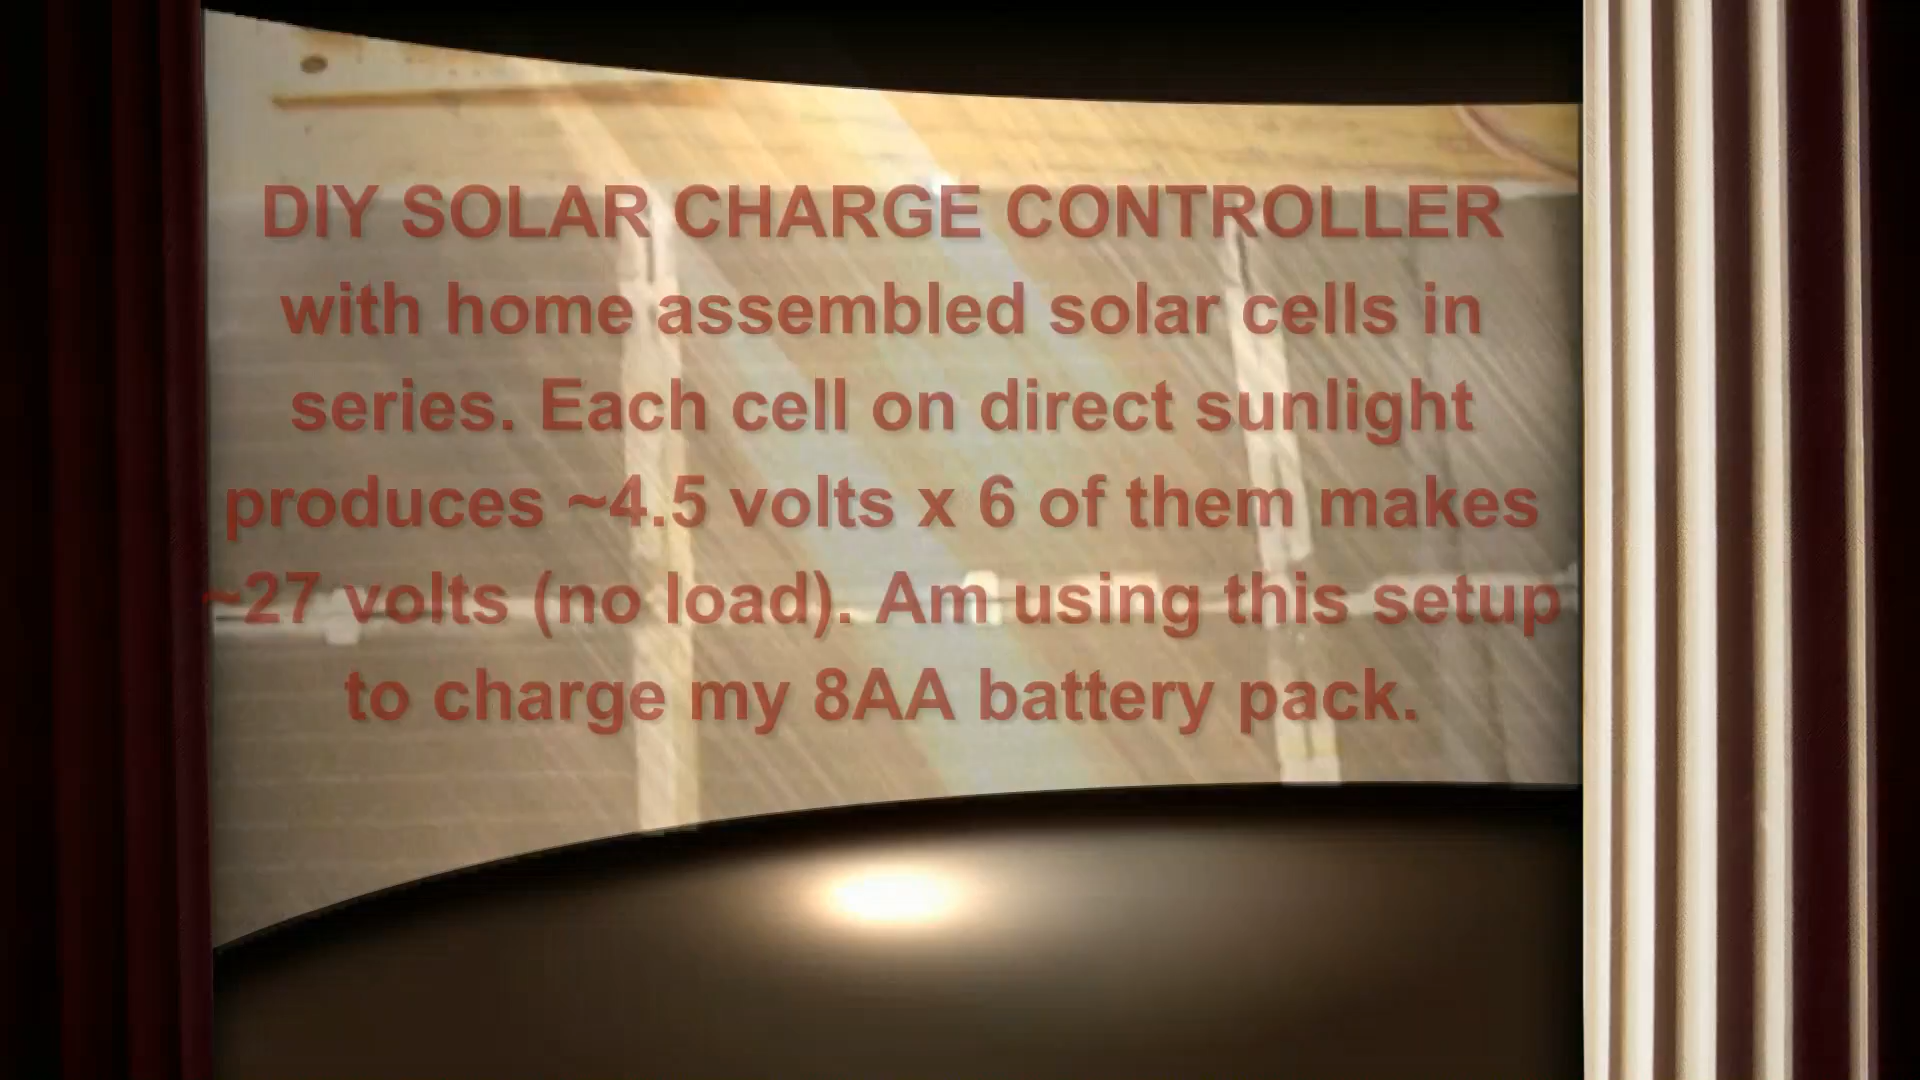 DIY SOLAR CHARGE CONTROLLER
with home assembled solar cells in
series. Each cell on direct sunlight
produces ~4.5 volts x 6 of them makes
~27 volts (no load). Am using this setup
to charge my 8AA battery pack.